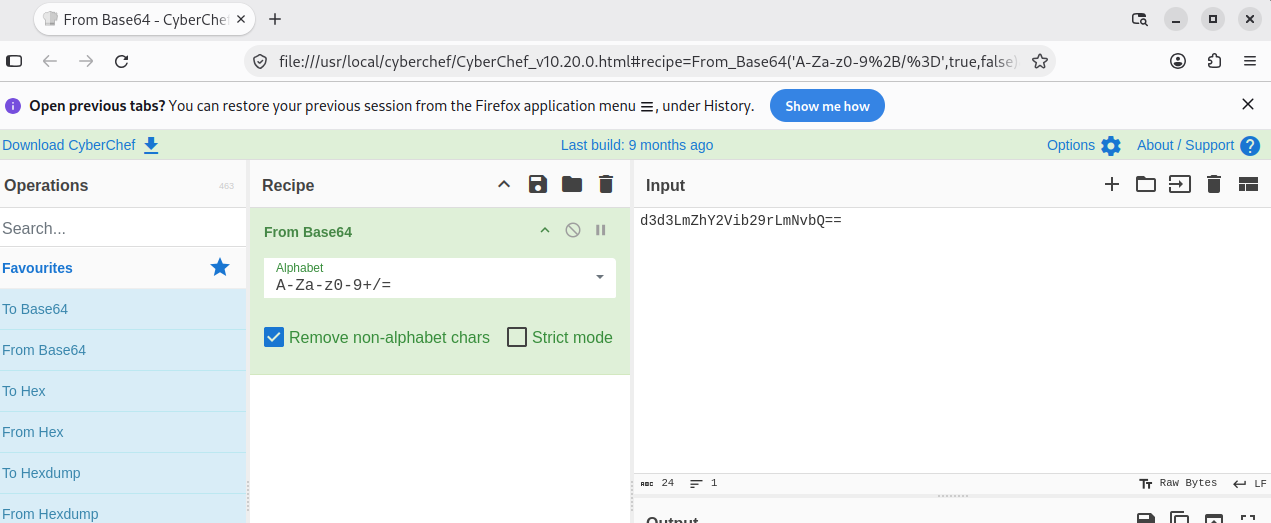 From Base64 - CyberChef
file:///usr/local/cyberchef/CyberChef_v10.20.0.html#recipe=From_Base64('A-Za-z0-9%2B/%3D',true,false)
Open previous tabs? You can restore your previous session from the Firefox application menu ≡, under History.
Show me how
Download CyberChef
Last build: 9 months ago
Options
About / Support
Operations
463
Recipe
Input
Search...
From Base64
d3d3LmZhY2Vib29rLmNvbQ==
Favourites
Alphabet
A-Za-z0-9+/=
To Base64
Remove non-alphabet chars
Strict mode
From Base64
To Hex
From Hex
To Hexdump
ABC 24
1
Tт Raw Bytes
LF
From Hexdump
Output